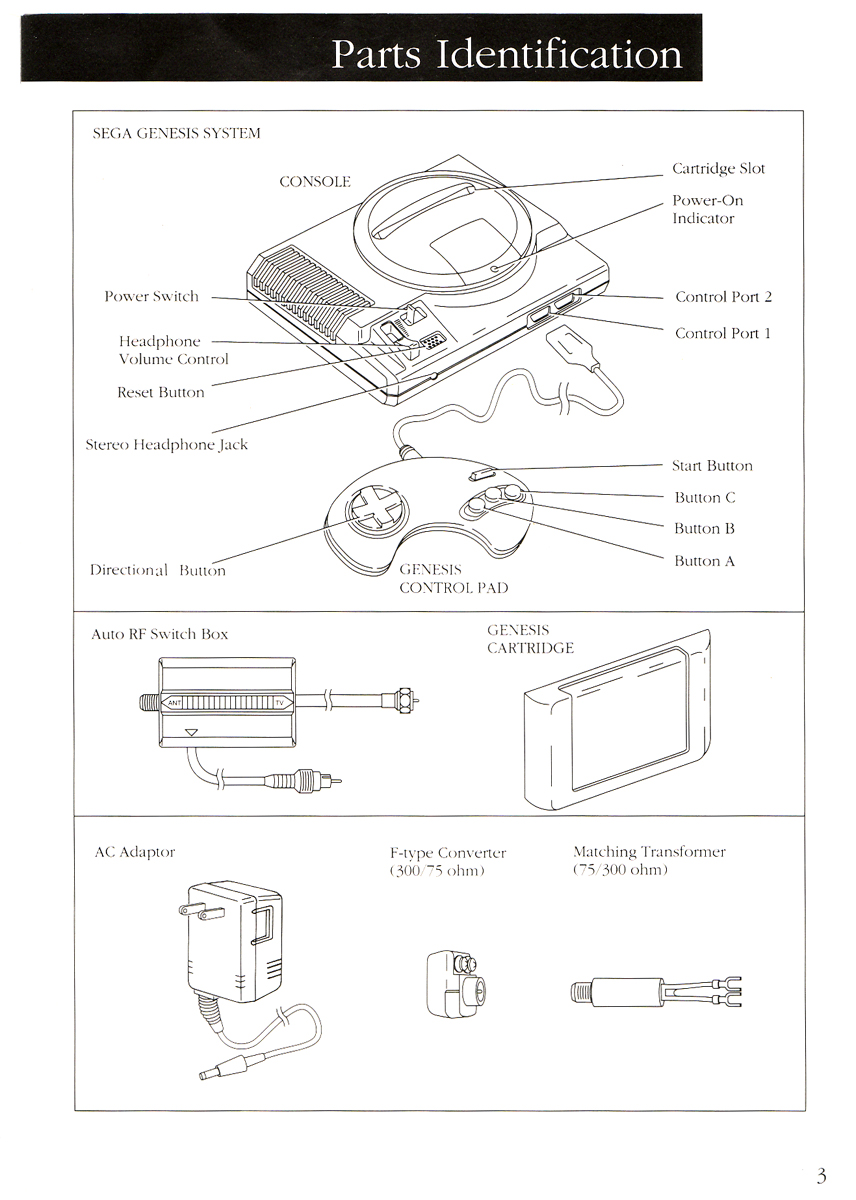 Parts Identification
SEGA GENESIS SYSTEM
CONSOLE
Cartridge Slot
Power-On
Indicator
Power Switch
Control Port 2
Headphone
Volume Control
Control Port 1
Reset Button
Stereo Headphone Jack
Start Button
Button C
Button B
Button A
Directional Button
GENESIS
CONTROL PAD
Auto RF Switch Box
GENESIS
CARTRIDGE
ANT
TV
AC Adaptor
F-type Converter
(300/75 ohm)
Matching Transformer
(75/300 ohm)
3